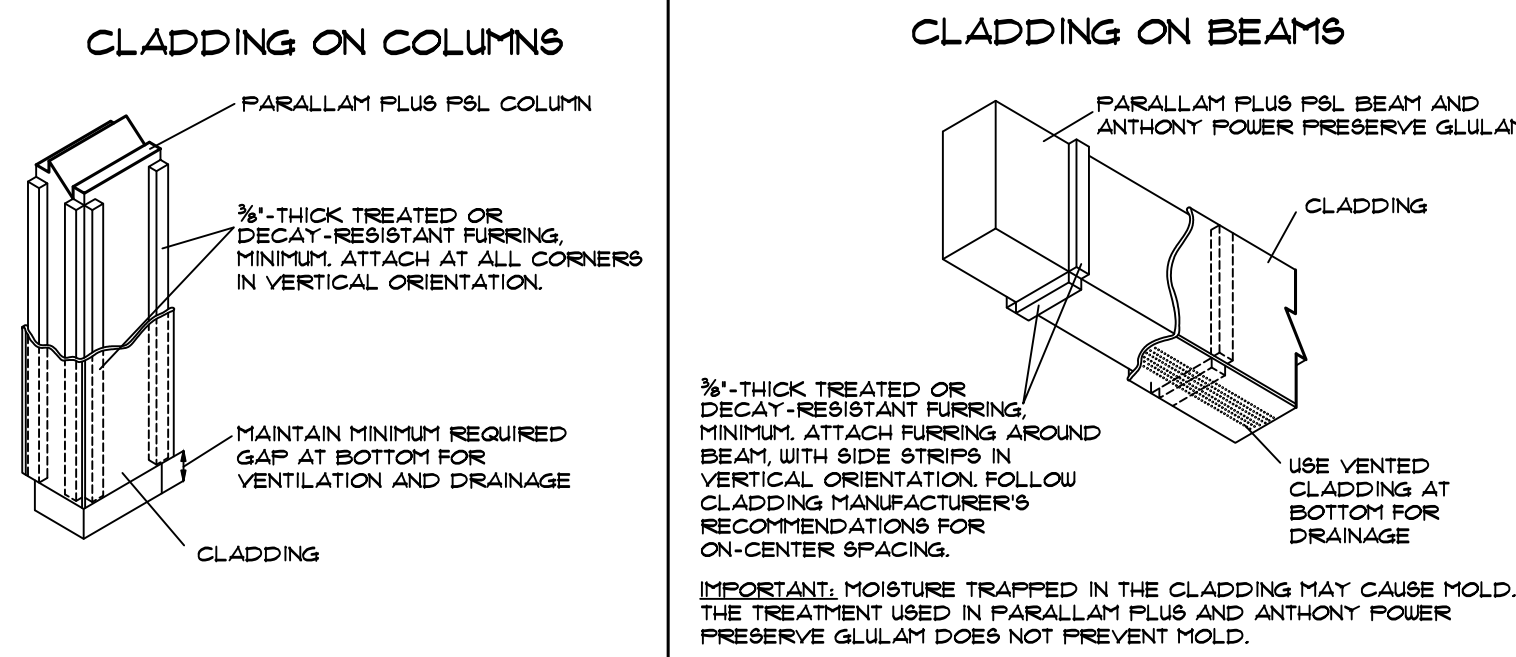 CLADDING ON COLUMNS
PARALLAM PLUS PSL COLUMN
⅜"-THICK TREATED OR
DECAY-RESISTANT FURRING,
MINIMUM. ATTACH AT ALL CORNERS
IN VERTICAL ORIENTATION.
MAINTAIN MINIMUM REQUIRED
GAP AT BOTTOM FOR
VENTILATION AND DRAINAGE
CLADDING
CLADDING ON BEAMS
PARALLAM PLUS PSL BEAM AND
ANTHONY POWER PRESERVE
CLADDING
⅜"-THICK TREATED OR
DECAY-RESISTANT FURRING,
MINIMUM. ATTACH FURRING AROUND
BEAM, WITH SIDE STRIPS IN
VERTICAL ORIENTATION. FOLLOW
CLADDING MANUFACTURER'S
RECOMMENDATIONS FOR
ON-CENTER SPACING.
USE VENTED
CLADDING AT
BOTTOM FOR
DRAINAGE
IMPORTANT: MOISTURE TRAPPED IN THE CLADDING MAY CAUSE MOLD.
THE TREATMENT USED IN PARALLAM PLUS AND ANTHONY POWER
PRESERVE GLULAM DOES NOT PREVENT MOLD.